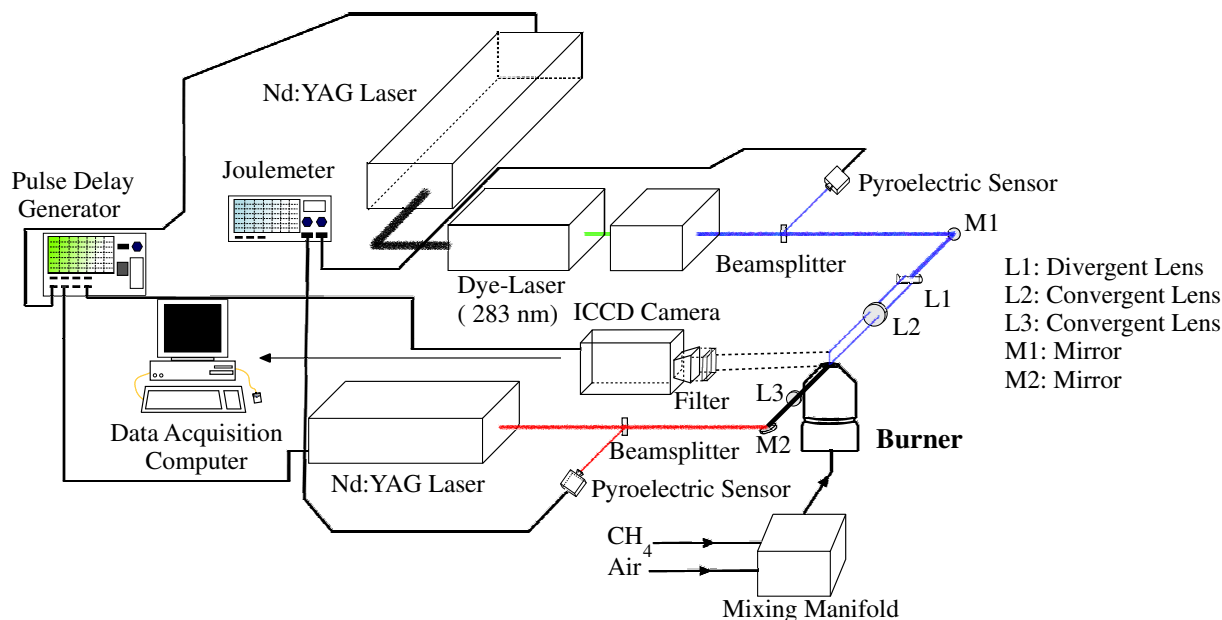 Nd:YAG Laser
Joulemeter
Pulse Delay
Generator
Pyroelectric Sensor
M1
Beamsplitter
Dye-Laser
( 283 nm)
L1
L2
L1: Divergent Lens
L2: Convergent Lens
L3: Convergent Lens
M1: Mirror
M2: Mirror
ICCD Camera
Filter
L3
M2
Burner
Data Acquisition
Computer
Nd:YAG Laser
Beamsplitter
Pyroelectric Sensor
CH4
Air
Mixing Manifold